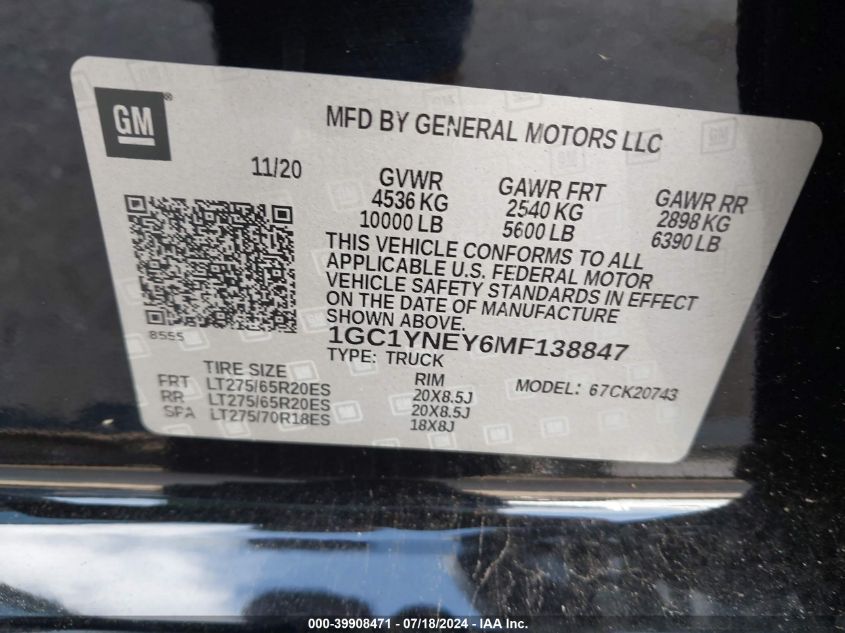 GM ®
MFD BY GENERAL MOTORS LLC
11/20
GVWR
4536 KG
10000 LB
GAWR FRT
2540 KG
5600 LB
GAWR RR
2898 KG
6390 LB
THIS VEHICLE CONFORMS TO ALL
APPLICABLE U.S. FEDERAL MOTOR
VEHICLE SAFETY STANDARDS IN EFFECT
ON THE DATE OF MANUFACTURE
SHOWN ABOVE.
8555
1GC1YNEY6MF138847
TYPE: TRUCK
TIRE SIZE
RIM
MODEL: 67CK20743
FRT LT275/65R20ES 20X8.5J
RR LT275/65R20ES 20X8.5J
SPA LT275/70R18ES 18X8J
000-39908471 - 07/18/2024 - IAA Inc.